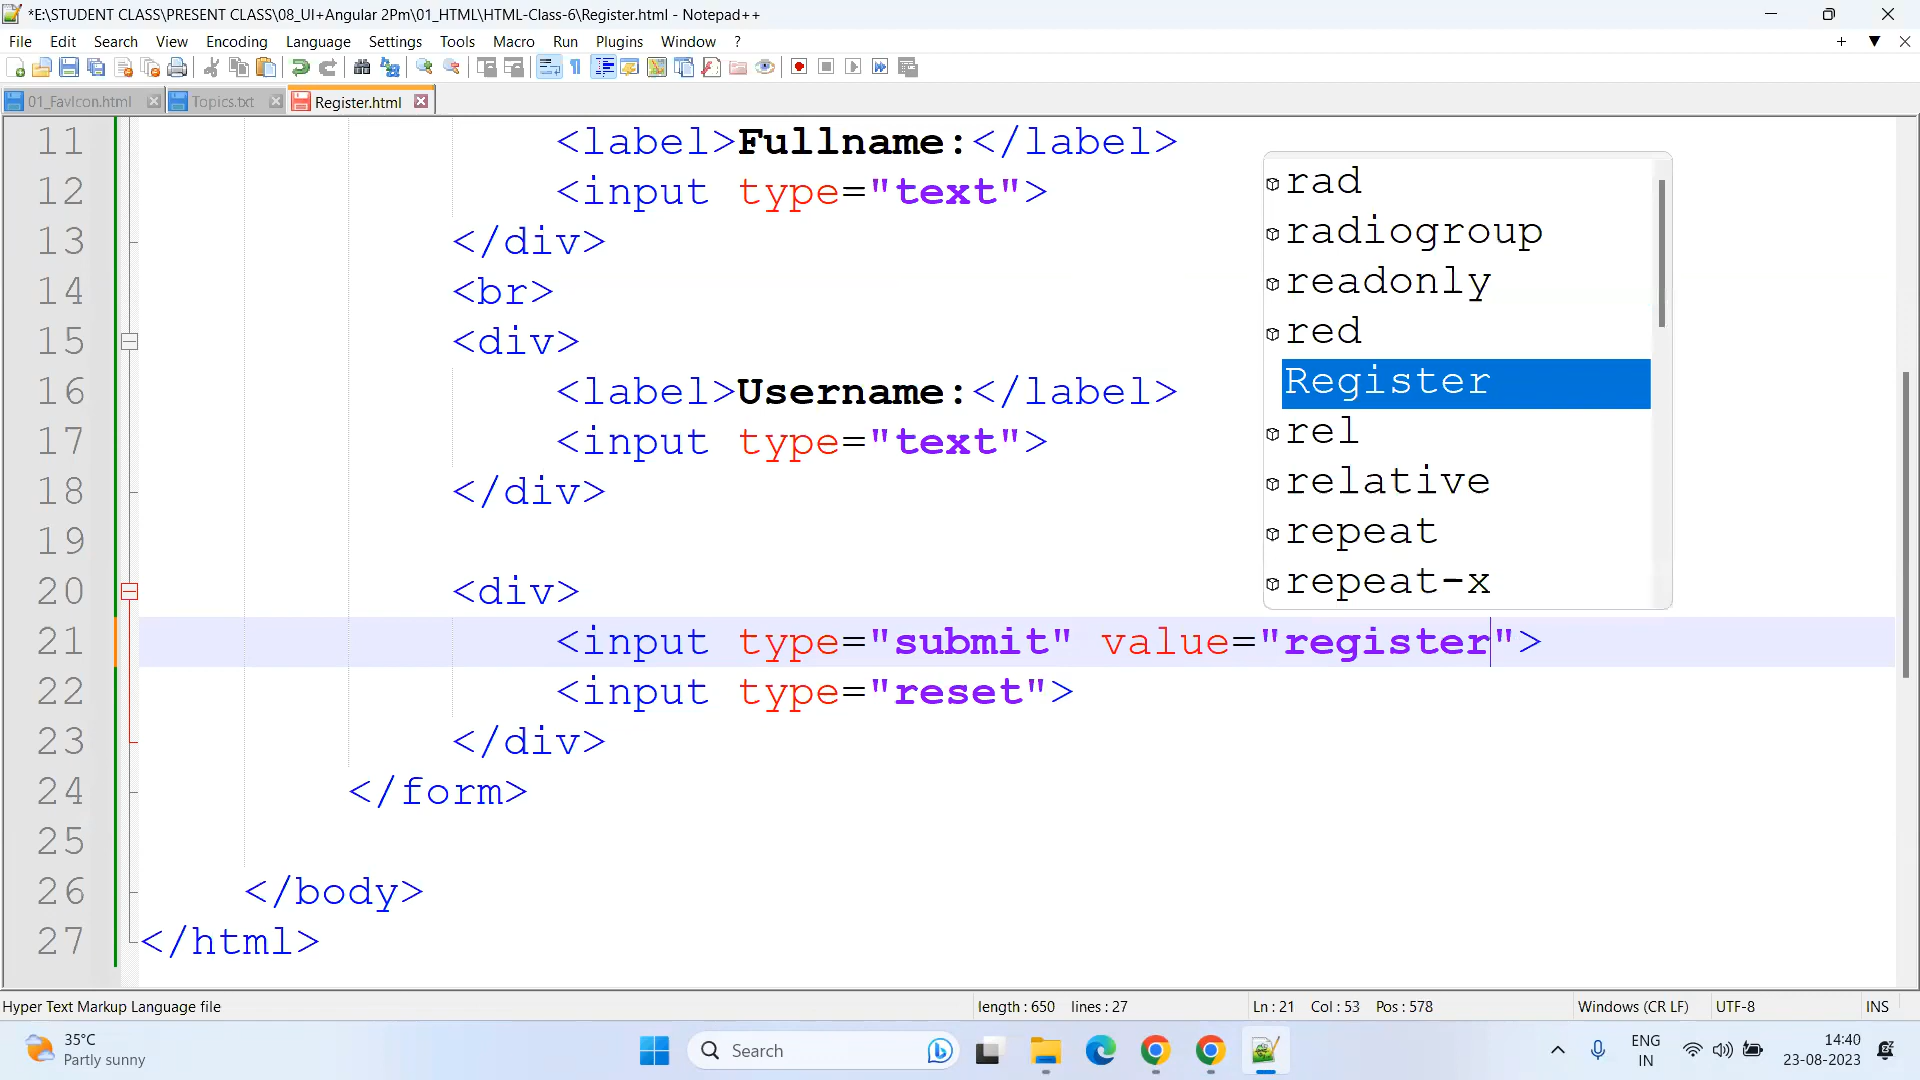 *E:\STUDENT CLASS\PRESENT CLASS\08_UI+Angular 2Pm\01_HTML\HTML-Class-6\Register.html - Notepad++
File Edit Search View Encoding Language Settings Tools Macro Run Plugins Window ?
01_FavIcon.html Topics.txt Register.html
11 <label>Fullname:</label>
12 <input type="text">
13 </div>
14 <br>
15 <div>
16 <label>Username:</label>
17 <input type="text">
18 </div>
19
20 <div>
21 <input type="submit" value="register">
22 <input type="reset">
23 </div>
24 </form>
25
26 </body>
27 </html>
rad
radiogroup
readonly
red
Register
rel
relative
repeat
repeat-x
Hyper Text Markup Language file length : 650 lines : 27 Ln : 21 Col : 53 Pos : 578 Windows (CR LF) UTF-8 INS
35°C
Partly sunny
Search
ENG
IN
14:40
23-08-2023